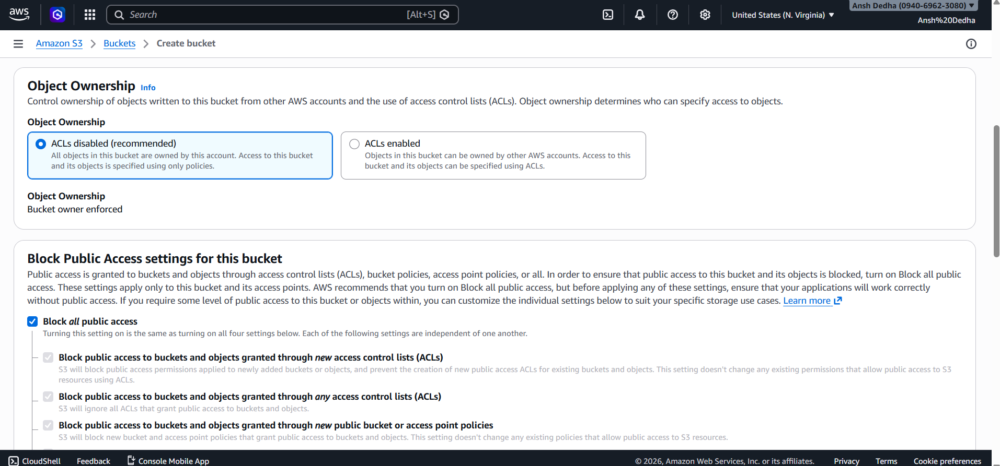 aws
Search [Alt+S]
United States (N. Virginia)
Ansh Dedha (0940-6962-3080)
Ansh%20Dedha
Amazon S3 Buckets Create bucket
Object Ownership Info
Control ownership of objects written to this bucket from other AWS accounts and the use of access control lists (ACLs). Object ownership determines who can specify access to objects.
Object Ownership
ACLs disabled (recommended)
All objects in this bucket are owned by this account. Access to this bucket
and its objects is specified using only policies.
ACLs enabled
Objects in this bucket can be owned by other AWS accounts. Access to this
bucket and its objects can be specified using ACLs.
Object Ownership
Bucket owner enforced
Block Public Access settings for this bucket
Public access is granted to buckets and objects through access control lists (ACLs), bucket policies, access point policies, or all. In order to ensure that public access to this bucket and its objects is blocked, turn on Block all public
access. These settings apply only to this bucket and its access points. AWS recommends that you turn on Block all public access, but before applying any of these settings, ensure that your applications will work correctly
without public access. If you require some level of public access to this bucket or objects within, you can customize the individual settings below to suit your specific storage use cases. Learn more
Block all public access
Turning this setting on is the same as turning on all four settings below. Each of the following settings are independent of one another.
Block public access to buckets and objects granted through new access control lists (ACLs)
S3 will block public access permissions applied to newly added buckets or objects, and prevent the creation of new public access ACLs for existing buckets and objects. This setting doesn't change any existing permissions that allow public access to S3
resources using ACLs.
Block public access to buckets and objects granted through any access control lists (ACLs)
S3 will ignore all ACLs that grant public access to buckets and objects.
Block public access to buckets and objects granted through new public bucket or access point policies
S3 will block new bucket and access point policies that grant public access to buckets and objects. This setting doesn't change any existing policies that allow public access to S3 resources.
CloudShell Feedback Console Mobile App © 2026, Amazon Web Services, Inc. or its affiliates. Privacy Terms Cookie preferences